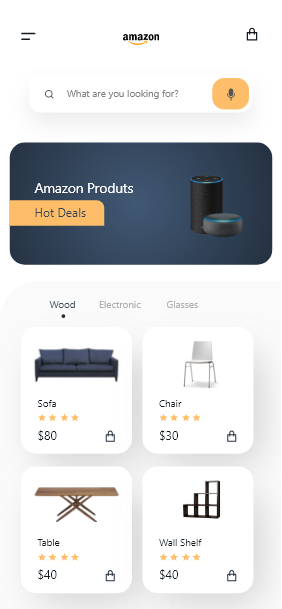 amazon
What are you looking for?
Amazon Produts
Hot Deals
Wood Electronic Glasses
Sofa
$80
Chair
$30
Table
$40
Wall Shelf
$40